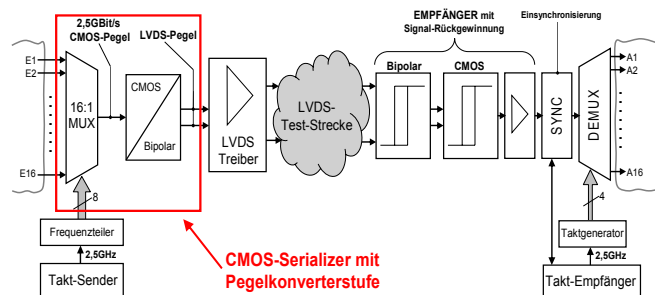 2,5GBit/s
CMOS-Pegel
LVDS-Pegel
EMPFÄNGER mit
Signal-Rückgewinnung
Einsynchronisierung
E1
E2
E16
16:1
MUX
CMOS
Bipolar
LVDS
Treiber
LVDS-
Test-Strecke
Bipolar
CMOS
SYNC
DEMUX
A1
A2
A16
8
4
Frequenzteiler
2,5GHz
Takt-Sender
CMOS-Serializer mit
Pegelkonverterstufe
Taktgenerator
2,5GHz
Takt-Empfänger